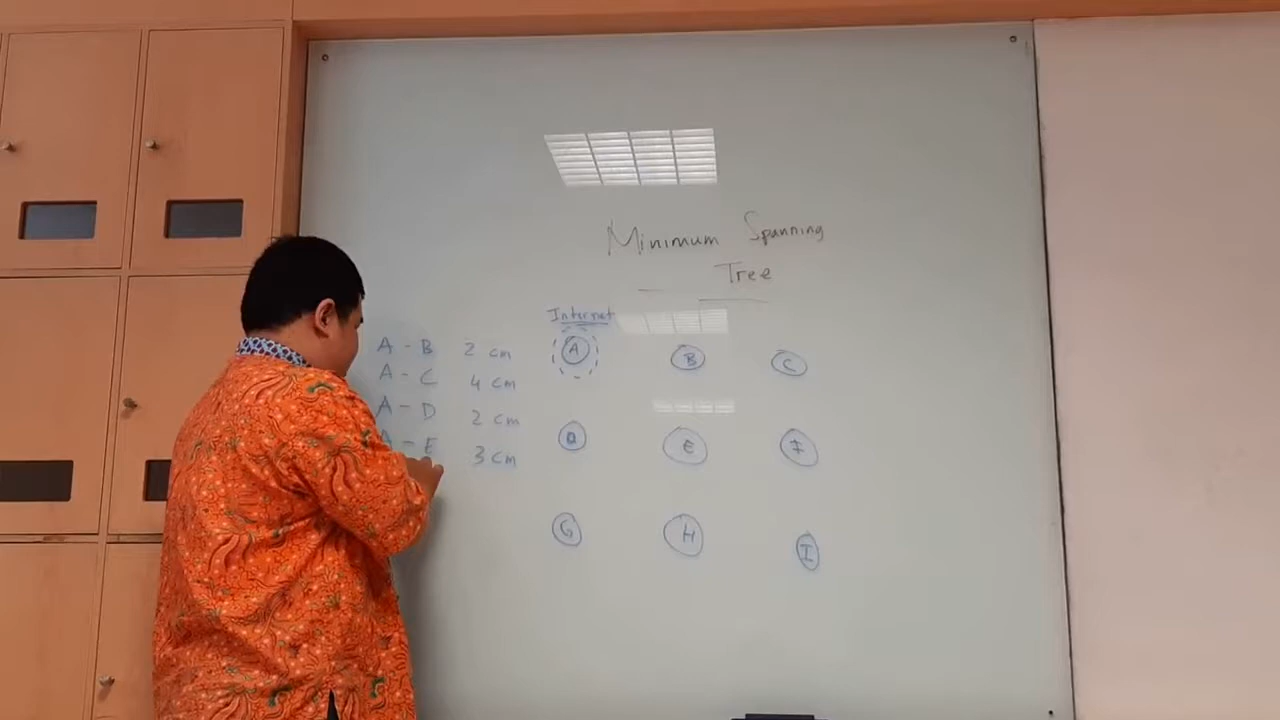 Minimum Spanning
Tree
Internet
A - B 2 cm
A - C 4 cm
A - D 2 cm
A - E 3 cm
A B C
D E F
G H I